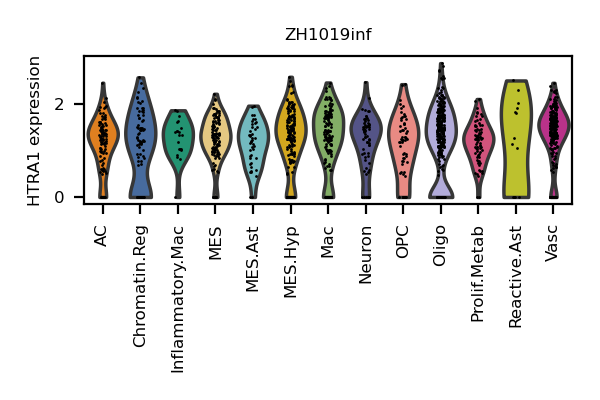 ZH1019inf
HTRA1 expression
2
0
AC
Chromatin.Reg
Inflammatory.Mac
MES
MES.Ast
MES.Hyp
Mac
Neuron
OPC
Oligo
Prolif.Metab
Reactive.Ast
Vasc